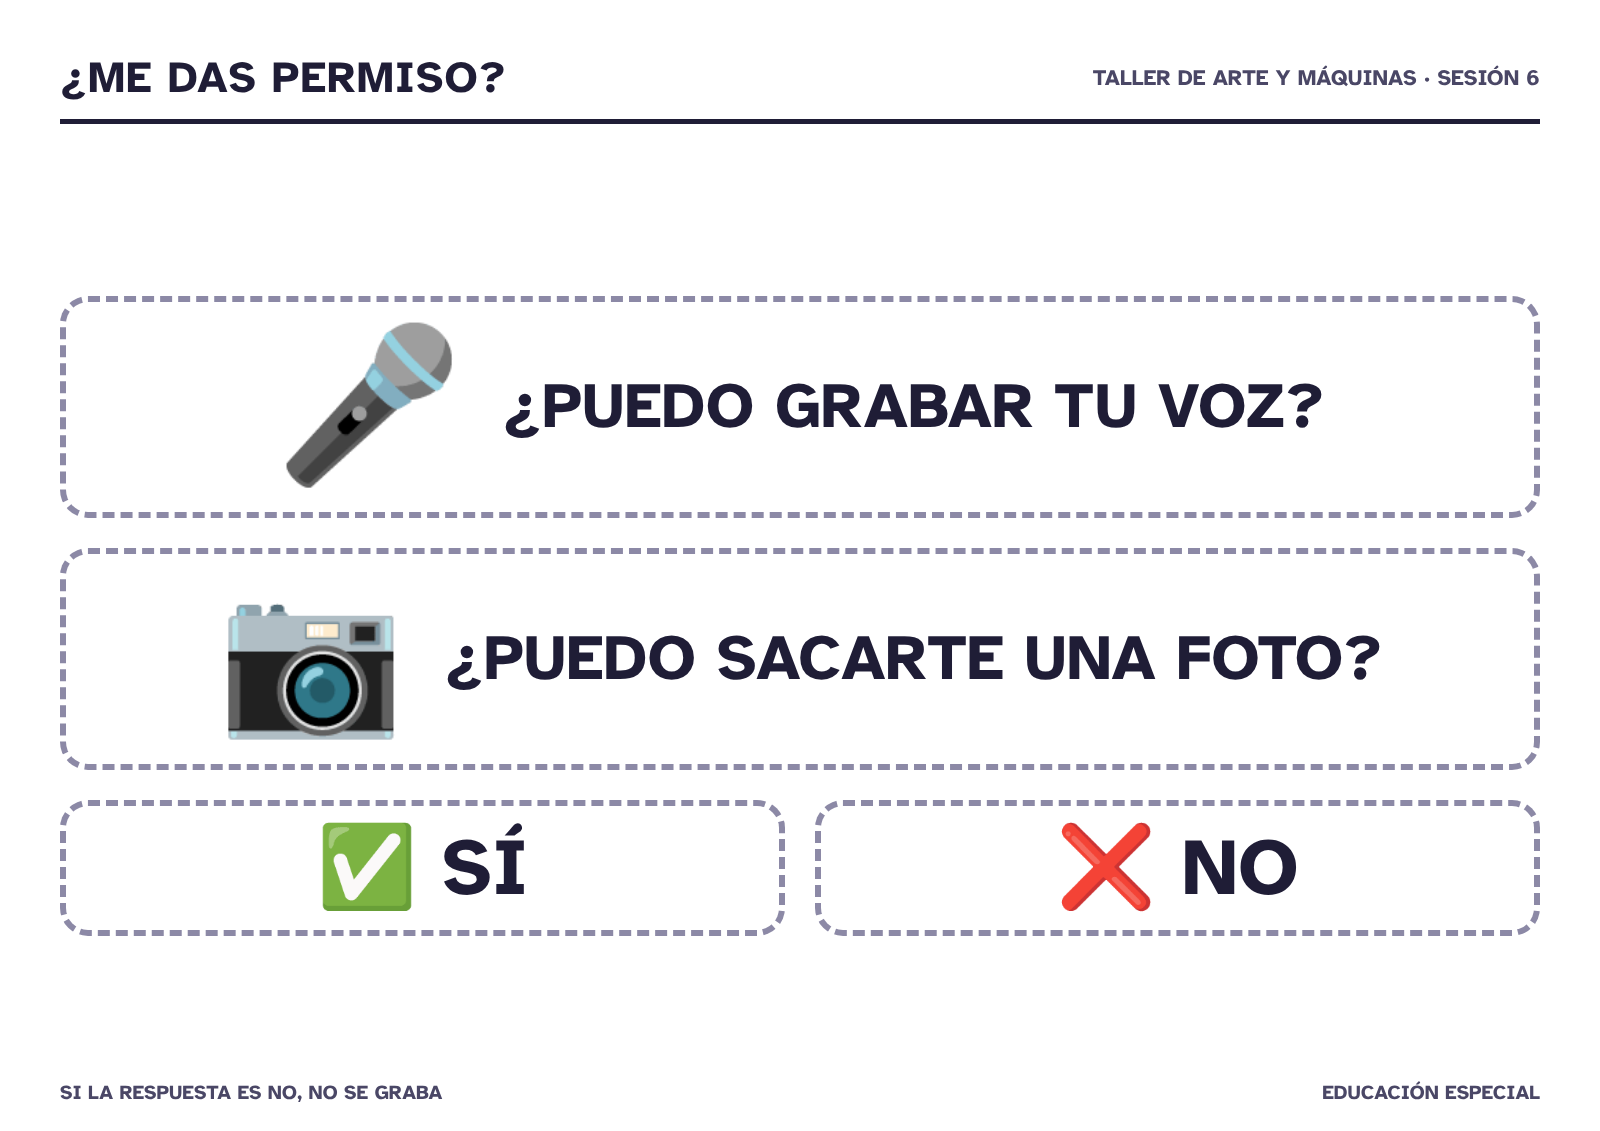 ¿ME DAS PERMISO?
TALLER DE ARTE Y MÁQUINAS · SESIÓN 6
¿PUEDO GRABAR TU VOZ?
¿PUEDO SACARTE UNA FOTO?
SÍ
NO
SI LA RESPUESTA ES NO, NO SE GRABA
EDUCACIÓN ESPECIAL